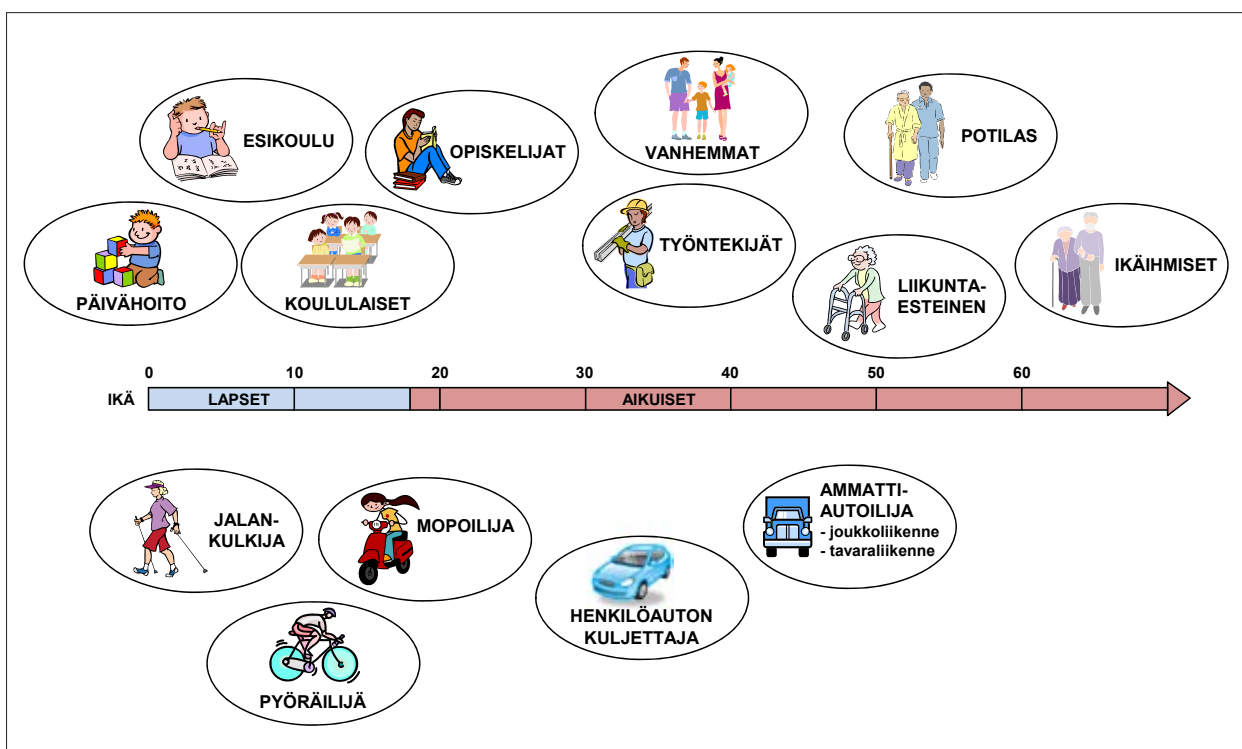 ESIKOULU
OPISKELIJAT
VANHEMMAT
POTILAS
PÄIVÄHOITO
KOULULAISET
TYÖNTEKIJÄT
LIIKUNTA-
ESTEINEN
IKÄIHMISET
0 10 20 30 40 50 60
IKÄ LAPSET AIKUISET
JALAN-
KULKIJA
MOPOILIJA
AMMATTI-
AUTOILIJA
- joukkoliikenne
- tavaraliikenne
HENKILÖAUTON
KULJETTAJA
PYÖRÄILIJÄ